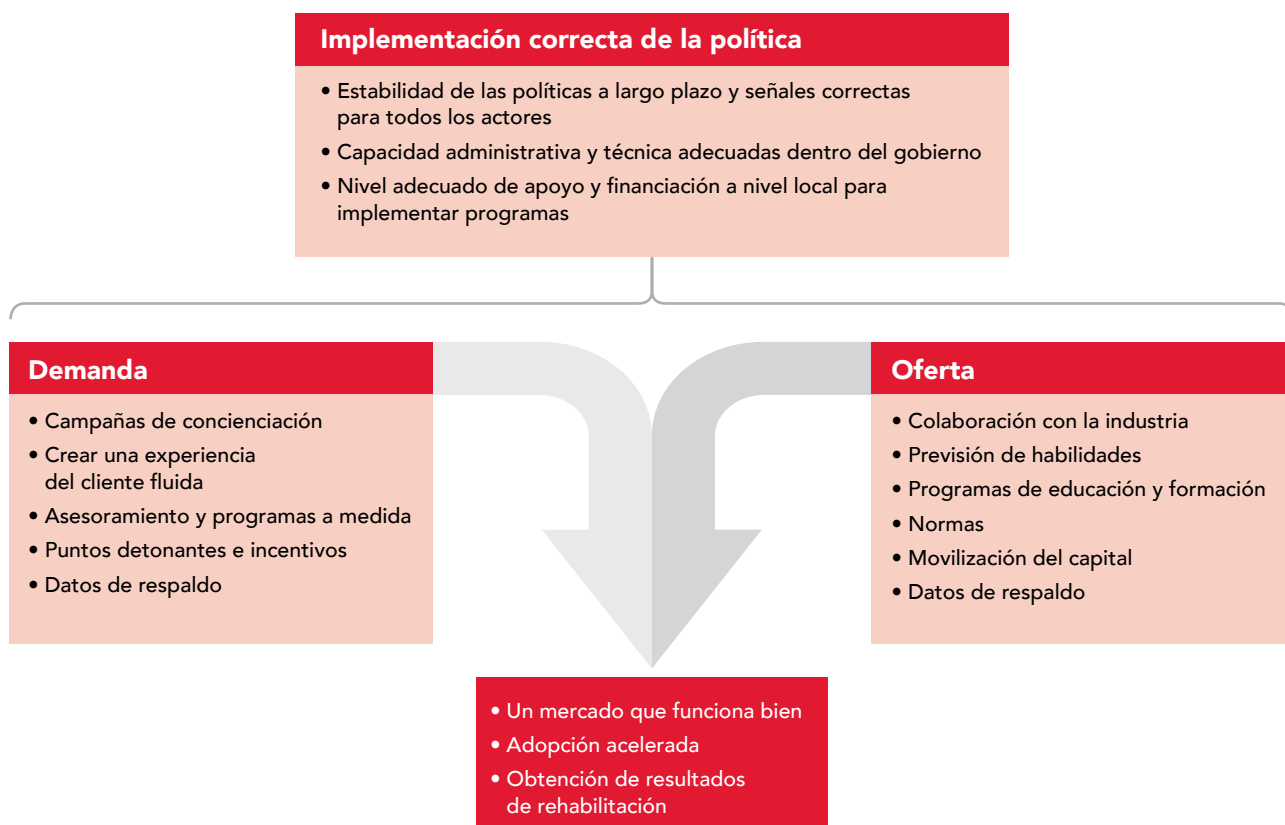 Implementación correcta de la política
• Estabilidad de las políticas a largo plazo y señales correctas
para todos los actores
• Capacidad administrativa y técnica adecuadas dentro del gobierno
• Nivel adecuado de apoyo y financiación a nivel local para
implementar programas
Demanda
• Campañas de concienciación
• Crear una experiencia
del cliente fluida
• Asesoramiento y programas a medida
• Puntos detonantes e incentivos
• Datos de respaldo
Oferta
• Colaboración con la industria
• Previsión de habilidades
• Programas de educación y formación
• Normas
• Movilización del capital
• Datos de respaldo
• Un mercado que funciona bien
• Adopción acelerada
• Obtención de resultados
de rehabilitación